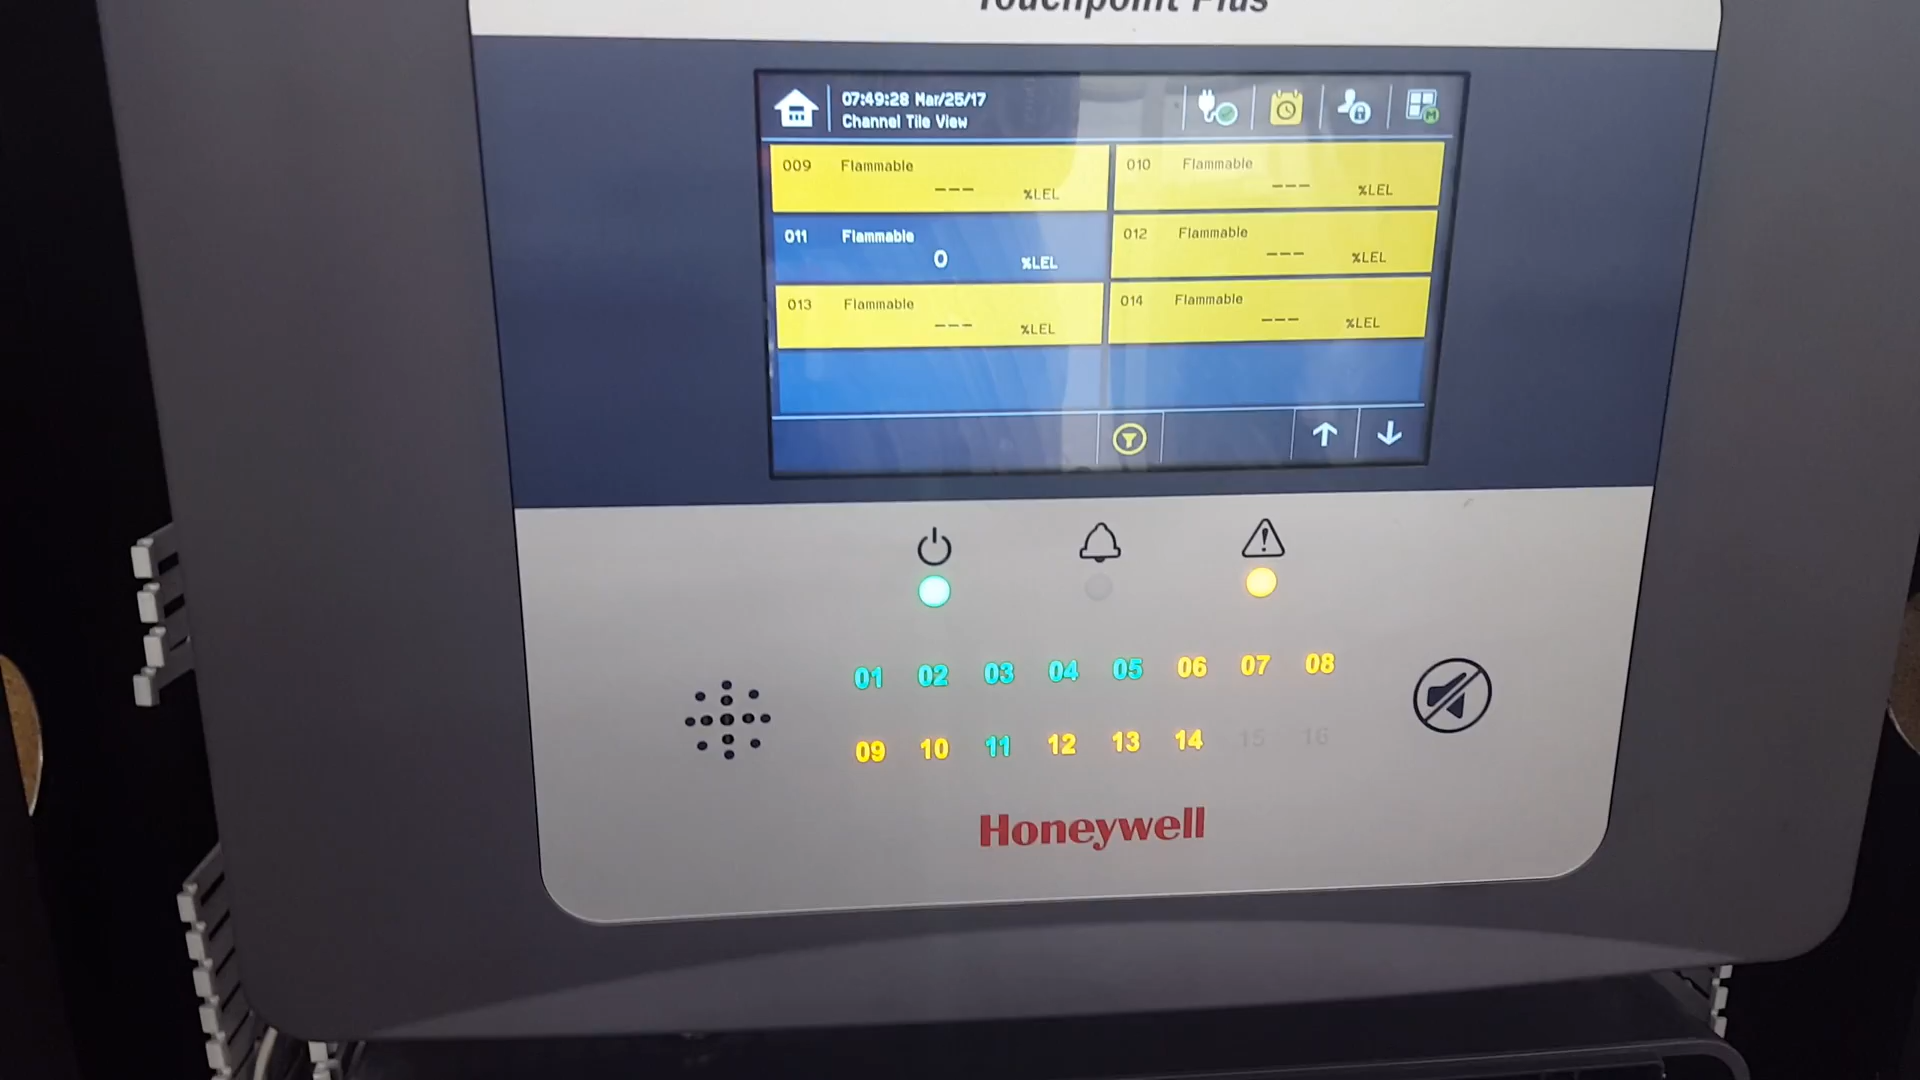 Touchpoint Plus
07:49:28 Mar/25/17
Channel Tile View
009 Flammable
--- %LEL
010 Flammable
--- %LEL
011 Flammable
0 %LEL
012 Flammable
--- %LEL
013 Flammable
--- %LEL
014 Flammable
--- %LEL
01 02 03 04 05 06 07 08
09 10 11 12 13 14 15 16
Honeywell